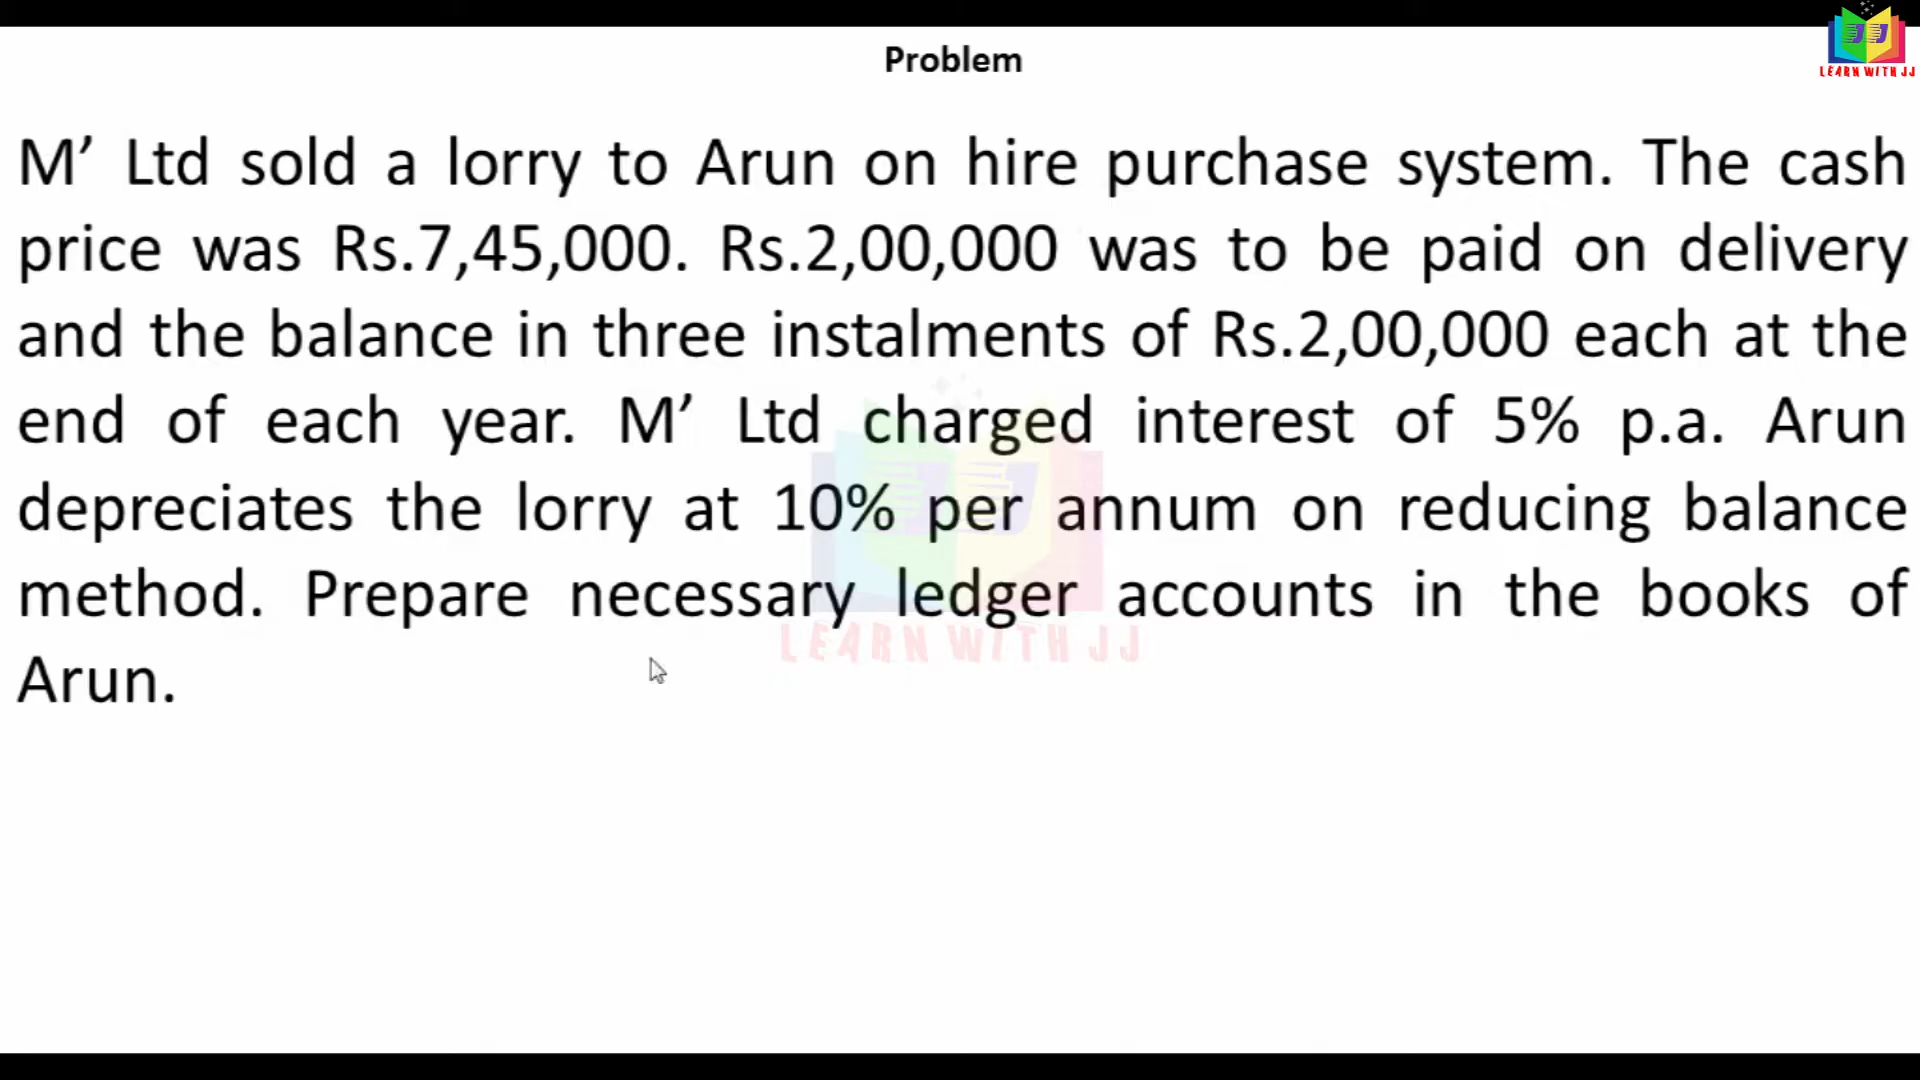 Problem
LEARN WITH JJ
M’ Ltd sold a lorry to Arun on hire purchase system. The cash
price was Rs.7,45,000. Rs.2,00,000 was to be paid on delivery
and the balance in three instalments of Rs.2,00,000 each at the
end of each year. M’ Ltd charged interest of 5% p.a. Arun
depreciates the lorry at 10% per annum on reducing balance
method. Prepare necessary ledger accounts in the books of
LEARN WITH JJ
Arun.